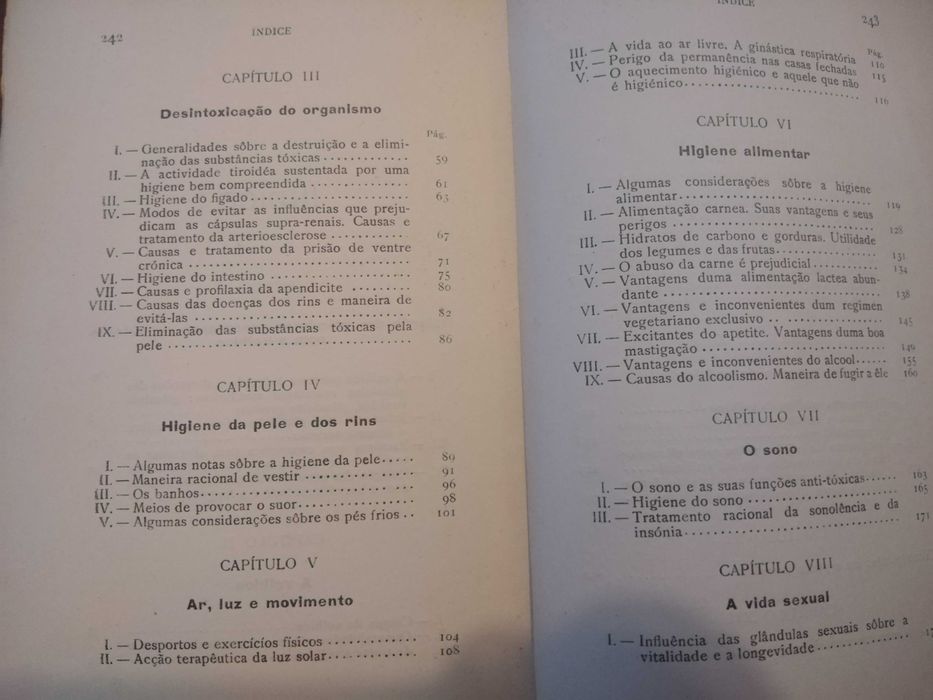 242
INDICE
CAPÍTULO III
Desintoxicação do organismo
Pág.
I. — Generalidades sôbre a destruição e a elimi-
nação das substâncias tóxicas 59
II. — A actividade tiroidéa sustentada por uma
higiene bem compreendida 61
III. — Higiene do figado 63
IV. — Modos de evitar as influências que preju-
dicam as cápsulas supra-renais. Causas e
tratamento da arterioesclerose 67
V. — Causas e tratamento da prisão de ventre
crónica 71
VI. — Higiene do intestino 75
VII. — Causas e profilaxia da apendicite 80
VIII. — Causas das doenças dos rins e maneira de
evitá-las 82
IX. — Eliminação das substâncias tóxicas pela
pele 86
CAPÍTULO IV
Higiene da pele e dos rins
I. — Algumas notas sôbre a higiene da pele 89
II. — Maneira racional de vestir 91
III. — Os banhos 96
IV. — Meios de provocar o suor 98
V. — Algumas considerações sôbre os pés frios 101
CAPÍTULO V
Ar, luz e movimento
I. — Desportos e exercícios físicos 104
II. — Acção terapêutica da luz solar 108
INDICE
243
Pág.
III. — A vida ao ar livre. A ginástica respiratória 110
IV. — Perigo da permanência nas casas fechadas 115
V. — O aquecimento higiénico e aquele que não
é higiénico 116
CAPÍTULO VI
Higiene alimentar
I. — Algumas considerações sôbre a higiene
alimentar 119
II. — Alimentação carnea. Suas vantagens e seus
perigos 128
III. — Hidratos de carbono e gorduras. Utilidade
dos legumes e das frutas 131
IV. — O abuso da carne é prejudicial 134
V. — Vantagens duma alimentação lactea abun-
dante 138
VI. — Vantagens e inconvenientes dum regimen
vegetariano exclusivo 145
VII. — Excitantes do apetite. Vantagens duma boa
mastigação 149
VIII. — Vantagens e inconvenientes do alcool 155
IX. — Causas do alcoolismo. Maneira de fugir a êle 160
CAPÍTULO VII
O sono
I. — O sono e as suas funções anti-tóxicas 163
II. — Higiene do sono 165
III. — Tratamento racional da sonolência e da
insónia 171
CAPÍTULO VIII
A vida sexual
I. — Influência das glândulas sexuais sôbre a
vitalidade e a longevidade